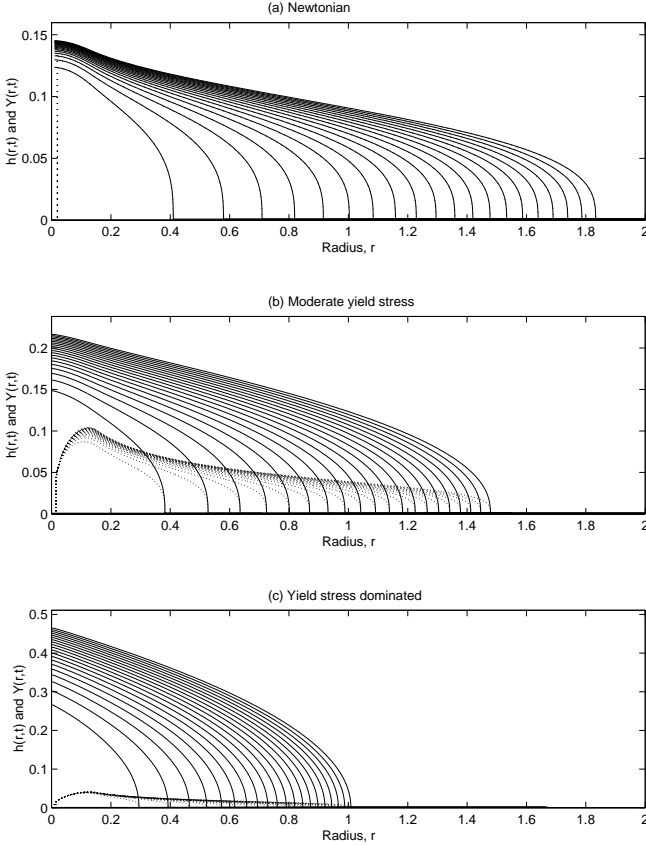 (a) Newtonian
h(r,t) and Y(r,t)
0.15
0.1
0.05
0
0 0.2 0.4 0.6 0.8 1 1.2 1.4 1.6 1.8 2
Radius, r
(b) Moderate yield stress
h(r,t) and Y(r,t)
0.2
0.15
0.1
0.05
0
0 0.2 0.4 0.6 0.8 1 1.2 1.4 1.6 1.8 2
Radius, r
(c) Yield stress dominated
h(r,t) and Y(r,t)
0.5
0.4
0.3
0.2
0.1
0
0 0.2 0.4 0.6 0.8 1 1.2 1.4 1.6 1.8 2
Radius, r